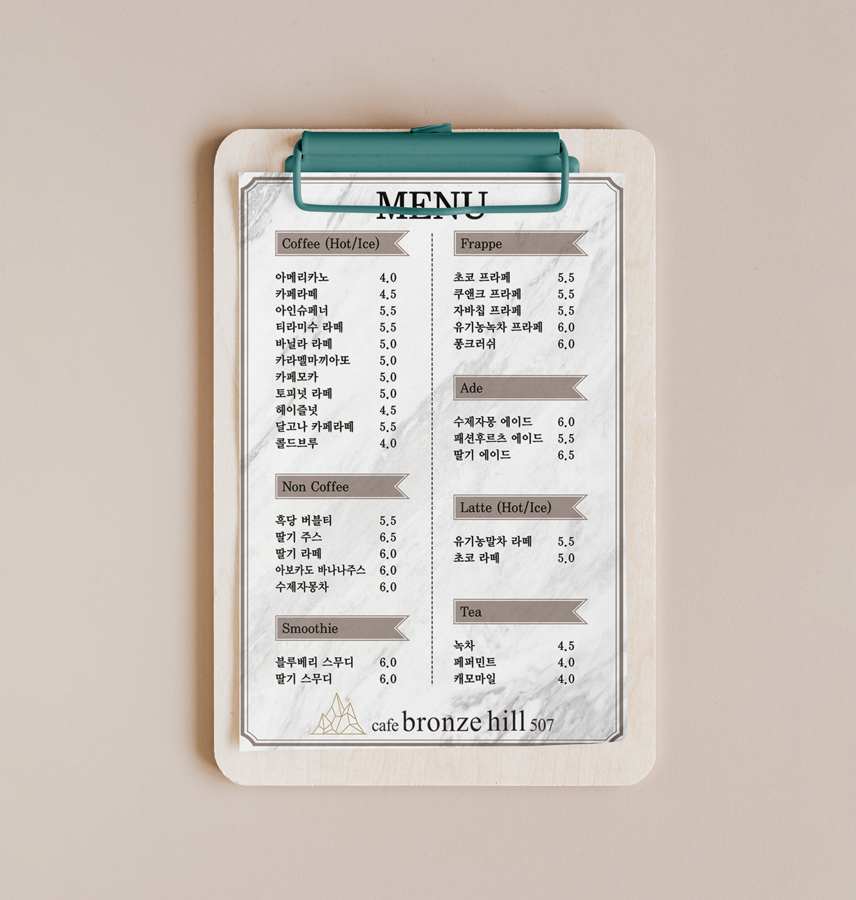 MENU
Coffee (Hot/Ice)
아메리카노 4.0
카페라떼 4.5
아인슈페너 5.5
티라미수 라떼 5.5
바닐라 라떼 5.0
카라멜마끼아또 5.0
카페모카 5.0
토피넛 라떼 5.0
헤이즐넛 4.5
달고나 카페라떼 5.5
콜드브루 4.0
Non Coffee
흑당 버블티 5.5
딸기 주스 6.5
딸기 라떼 6.0
아보카도 바나나주스 6.0
수제자몽차 6.0
Smoothie
블루베리 스무디 6.0
딸기 스무디 6.0
Frappe
초코 프라페 5.5
쿠앤크 프라페 5.5
자바칩 프라페 5.5
유기농녹차 프라페 6.0
퐁크러쉬 6.0
Ade
수제자몽 에이드 6.0
패션후르츠 에이드 5.5
딸기 에이드 6.5
Latte (Hot/Ice)
유기농말차 라떼 5.5
초코 라떼 5.0
Tea
녹차 4.5
페퍼민트 4.0
캐모마일 4.0
cafe bronze hill 507